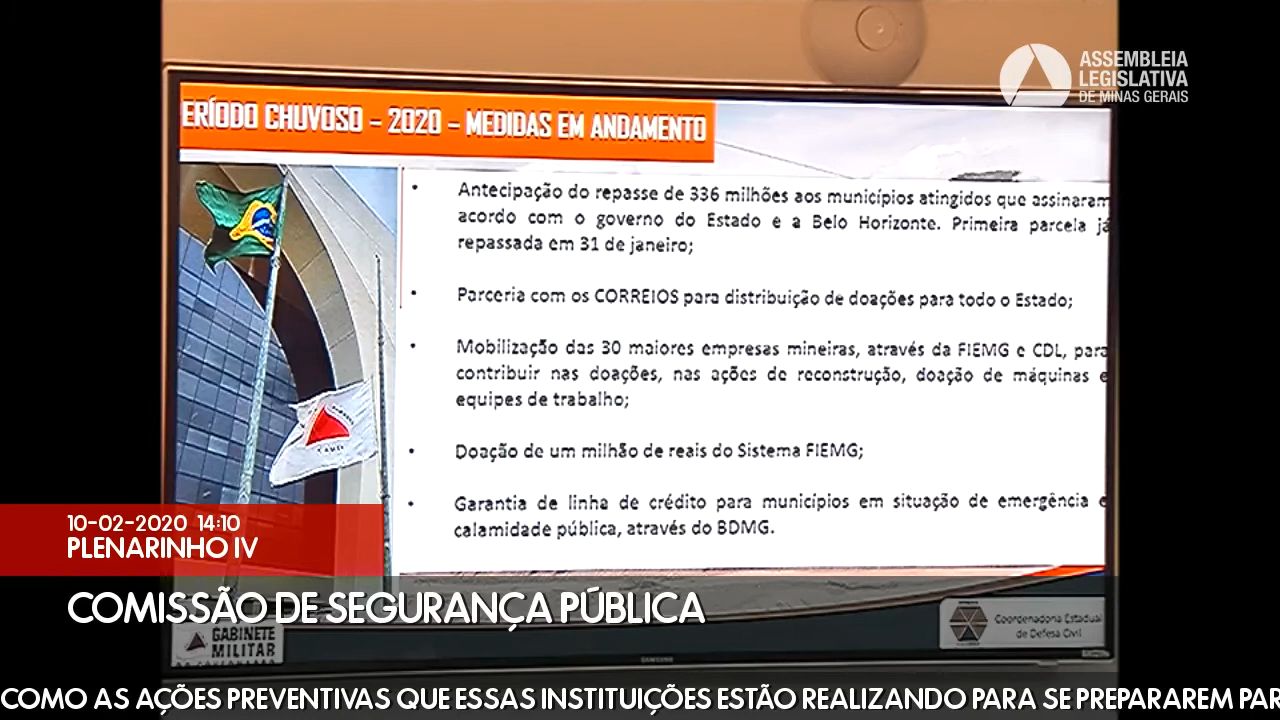 ASSEMBLEIA
LEGISLATIVA
DE MINAS GERAIS
ERÍODO CHUVOSO – 2020 – MEDIDAS EM ANDAMENTO
• Antecipação do repasse de 336 milhões aos municípios atingidos que assinaram
acordo com o governo do Estado e a Belo Horizonte. Primeira parcela já
repassada em 31 de janeiro;
• Parceria com os CORREIOS para distribuição de doações para todo o Estado;
• Mobilização das 30 maiores empresas mineiras, através da FIEMG e CDL, para
contribuir nas doações, nas ações de reconstrução, doação de máquinas e
equipes de trabalho;
• Doação de um milhão de reais do Sistema FIEMG;
• Garantia de linha de crédito para municípios em situação de emergência e
calamidade pública, através do BDMG.
10-02-2020 14:10
PLENARINHO IV
COMISSÃO DE SEGURANÇA PÚBLICA
GABINETE
MILITAR
Coordenadoria Estadual
de Defesa Civil
SAMSUNG
COMO AS AÇÕES PREVENTIVAS QUE ESSAS INSTITUIÇÕES ESTÃO REALIZANDO PARA SE PREPARAREM PAR